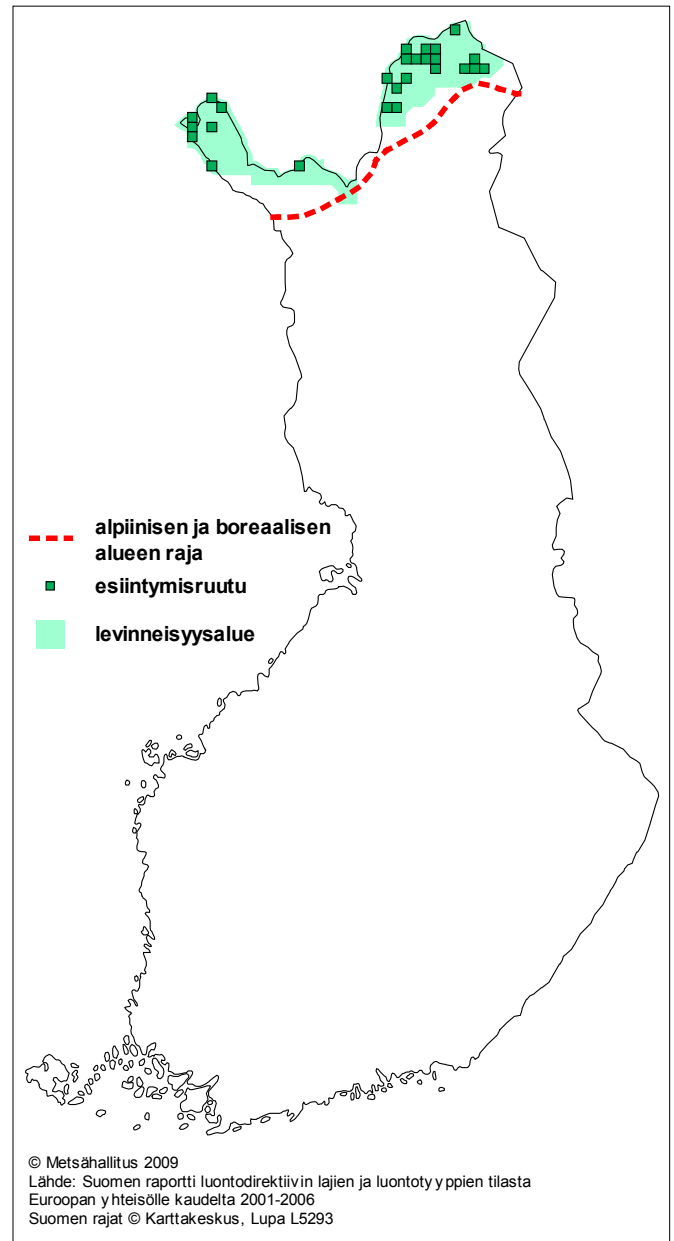 alpiinisen ja boreaalisen
alueen raja
esiintymisruutu
levinneisyysalue
© Metsähallitus 2009
Lähde: Suomen raportti luontodirektiivin lajien ja luontotyyppien tilasta
Euroopan yhteisölle kaudelta 2001-2006
Suomen rajat © Karttakeskus, Lupa L5293